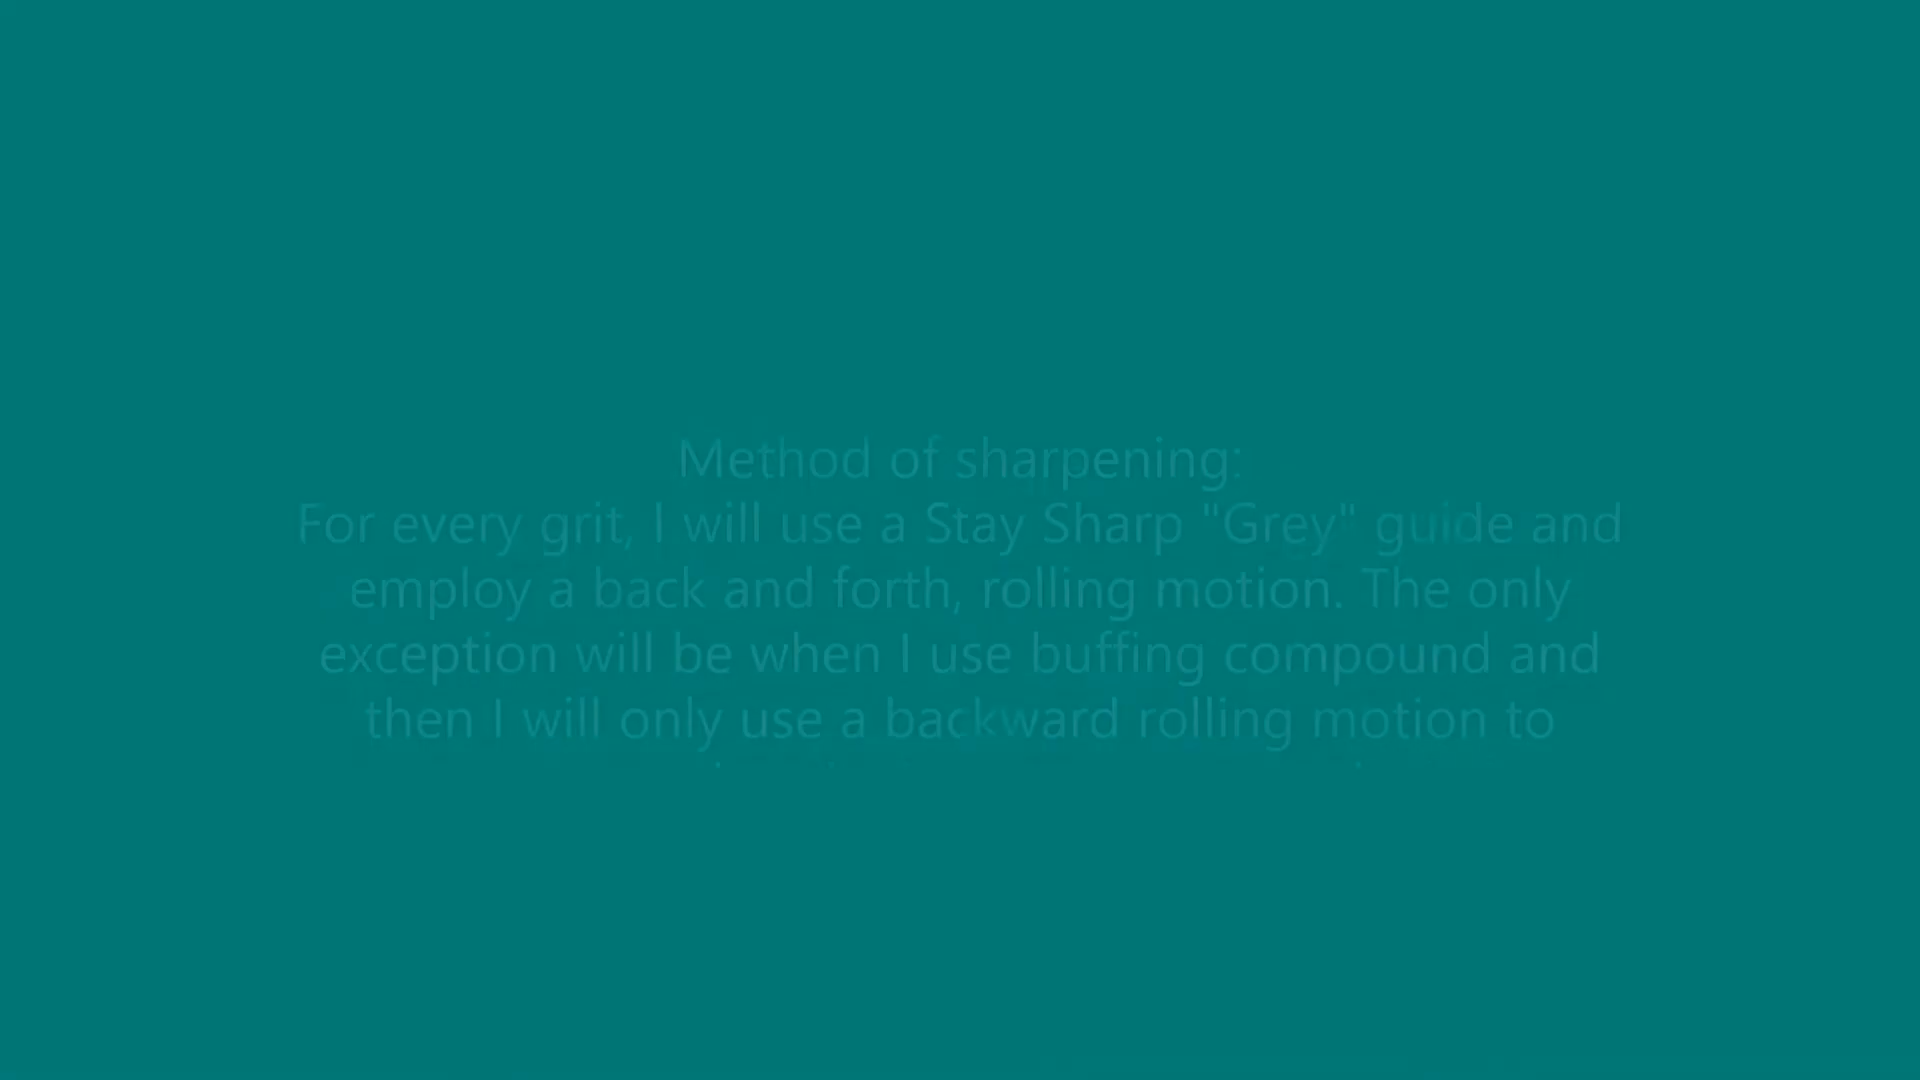 Method of sharpening:
For every grit, I will use a Stay Sharp "Grey" guide and
employ a back and forth, rolling motion. The only
exception will be when I use buffing compound and
then I will only use a backward rolling motion to